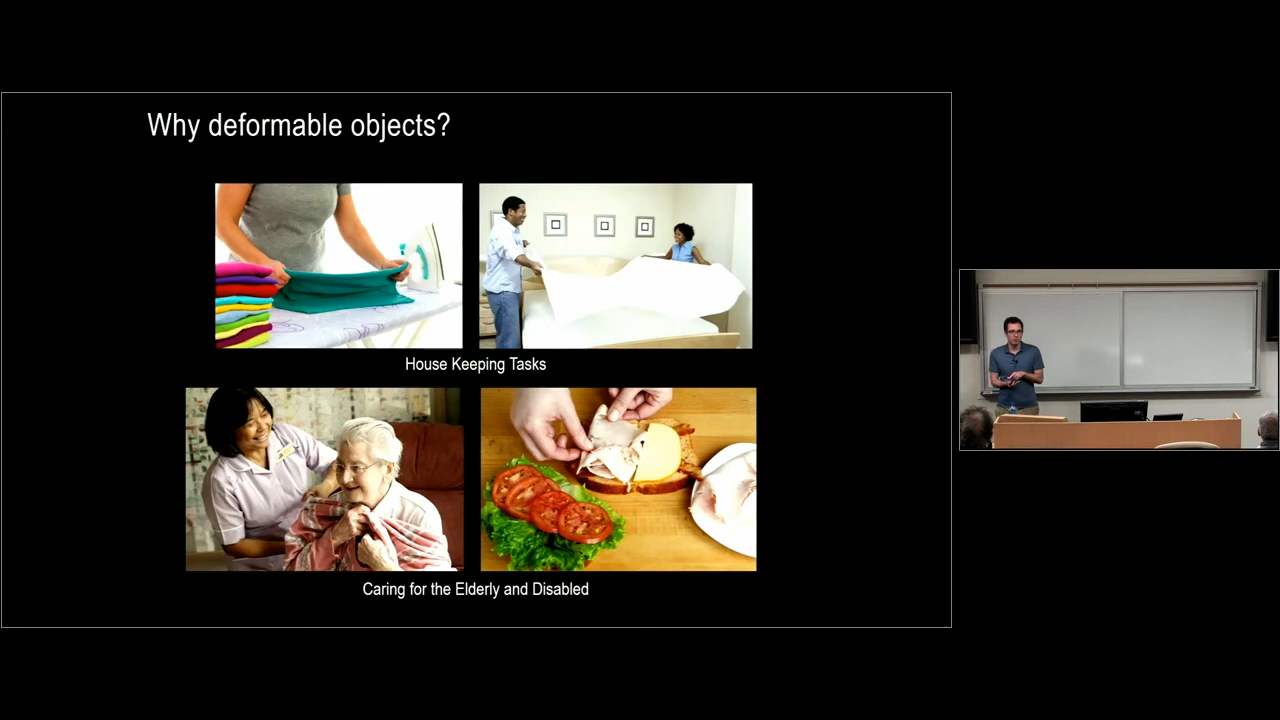 Why deformable objects?
House Keeping Tasks
Caring for the Elderly and Disabled